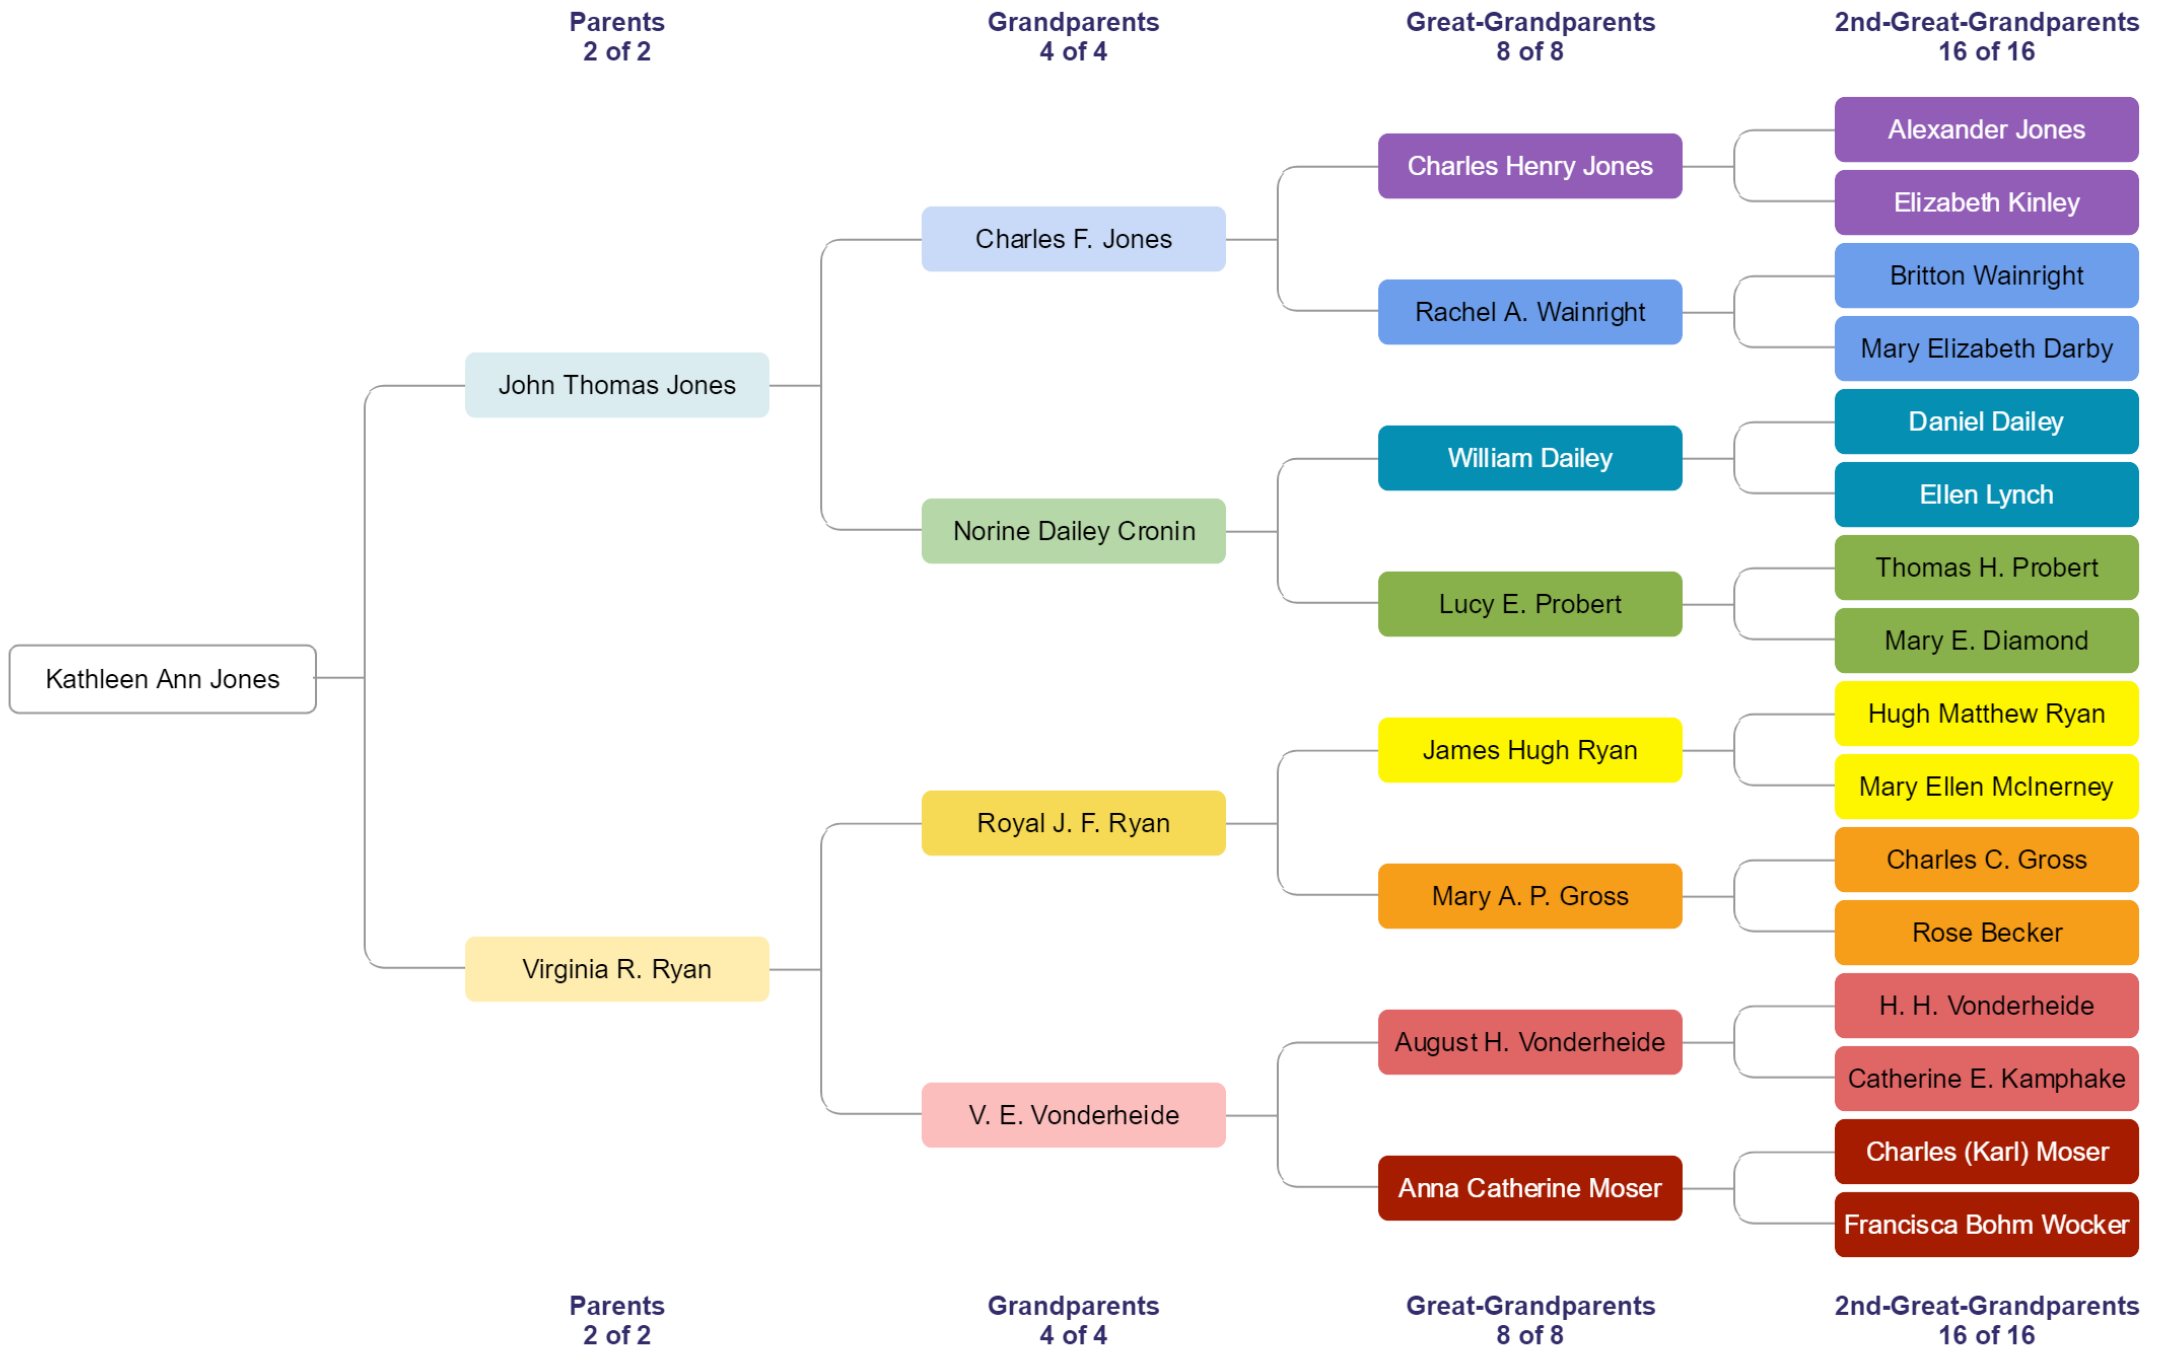 Parents
2 of 2
Grandparents
4 of 4
Great-Grandparents
8 of 8
2nd-Great-Grandparents
16 of 16
Kathleen Ann Jones
John Thomas Jones
Virginia R. Ryan
Charles F. Jones
Norine Dailey Cronin
Royal J. F. Ryan
V. E. Vonderheide
Charles Henry Jones
Rachel A. Wainright
William Dailey
Lucy E. Probert
James Hugh Ryan
Mary A. P. Gross
August H. Vonderheide
Anna Catherine Moser
Alexander Jones
Elizabeth Kinley
Britton Wainright
Mary Elizabeth Darby
Daniel Dailey
Ellen Lynch
Thomas H. Probert
Mary E. Diamond
Hugh Matthew Ryan
Mary Ellen McInerney
Charles C. Gross
Rose Becker
H. H. Vonderheide
Catherine E. Kamphake
Charles (Karl) Moser
Francisca Bohm Wocker
Parents
2 of 2
Grandparents
4 of 4
Great-Grandparents
8 of 8
2nd-Great-Grandparents
16 of 16